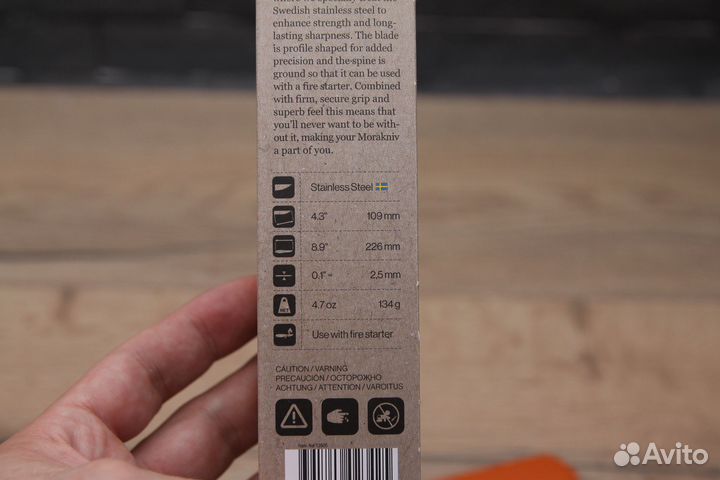 Swedish stainless steel to
enhance strength and long-
lasting sharpness. The blade
is profile shaped for added
precision and the spine is
ground so that it can be used
with a fire starter. Combined
with firm, secure grip and
superb feel this means that
you'll never want to be with-
out it, making your Morakniv
a part of you.
Stainless Steel
4.3" 109 mm
8.9" 226 mm
0.1" 2,5 mm
4.7 oz 134 g
Use with fire starter
CAUTION / VARNING
PRECAUCIÓN / ОСТОРОЖНО
ACHTUNG / ATTENTION / VAROITUS
Avito